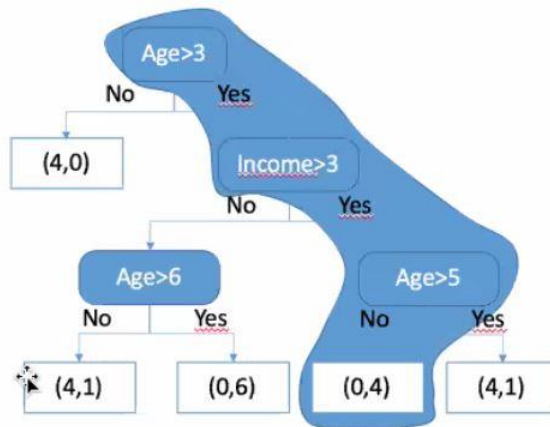 Age>3
No Yes
(4,0)
Income>3
No Yes
Age>6
Age>5
No Yes
No Yes
(4,1)
(0,6)
(0,4)
(4,1)